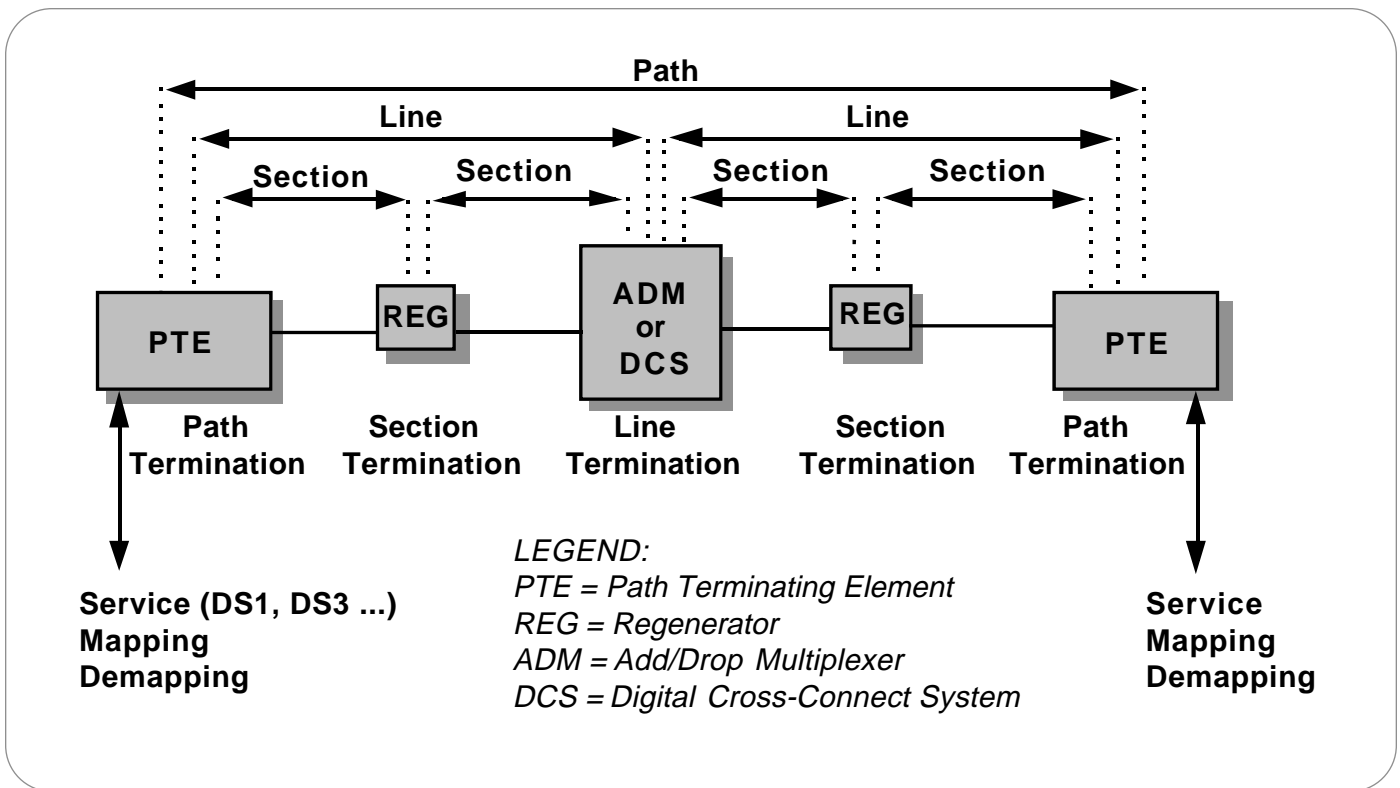 Path
Line
Line
Section
Section
Section
Section
PTE
REG
ADM
or
DCS
REG
PTE
Path
Termination
Section
Termination
Line
Termination
Section
Termination
Path
Termination
Service (DS1, DS3 ...)
Mapping
Demapping
LEGEND:
PTE = Path Terminating Element
REG = Regenerator
ADM = Add/Drop Multiplexer
DCS = Digital Cross-Connect System
Service
Mapping
Demapping